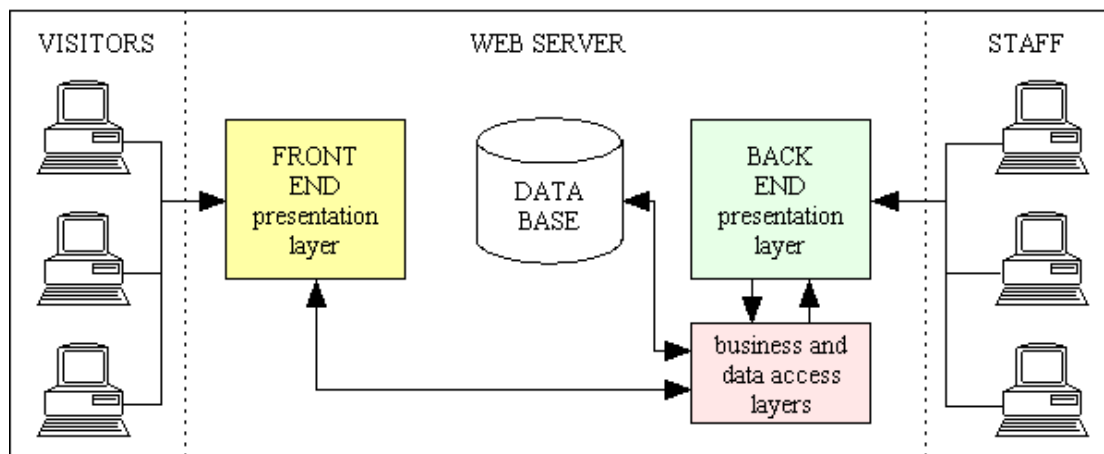 VISITORS
WEB SERVER
STAFF
FRONT
END
presentation
layer
DATA
BASE
BACK
END
presentation
layer
business and
data access
layers